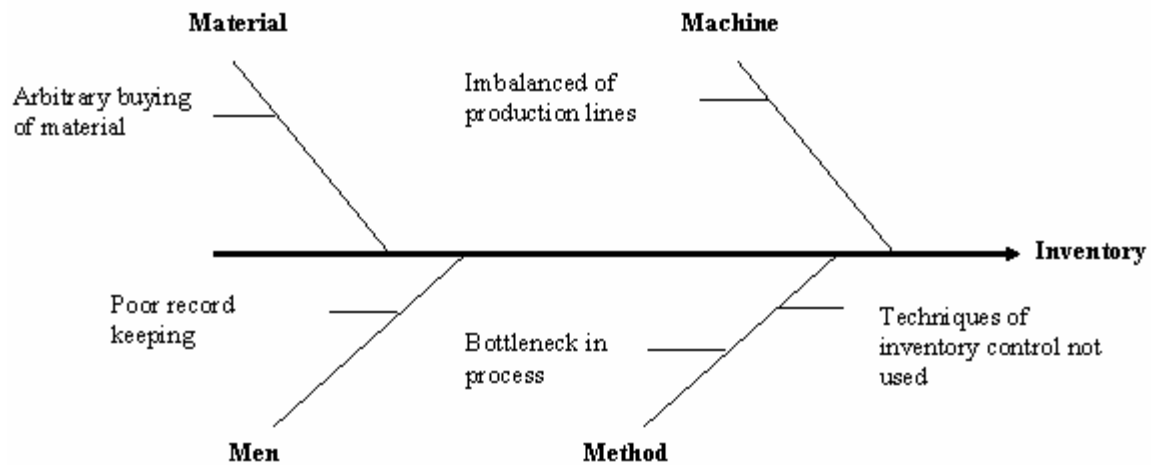 Material
Machine
Arbitrary buying
of material
Imbalanced of
production lines
Inventory
Poor record
keeping
Bottleneck in
process
Techniques of
inventory control not
used
Men
Method